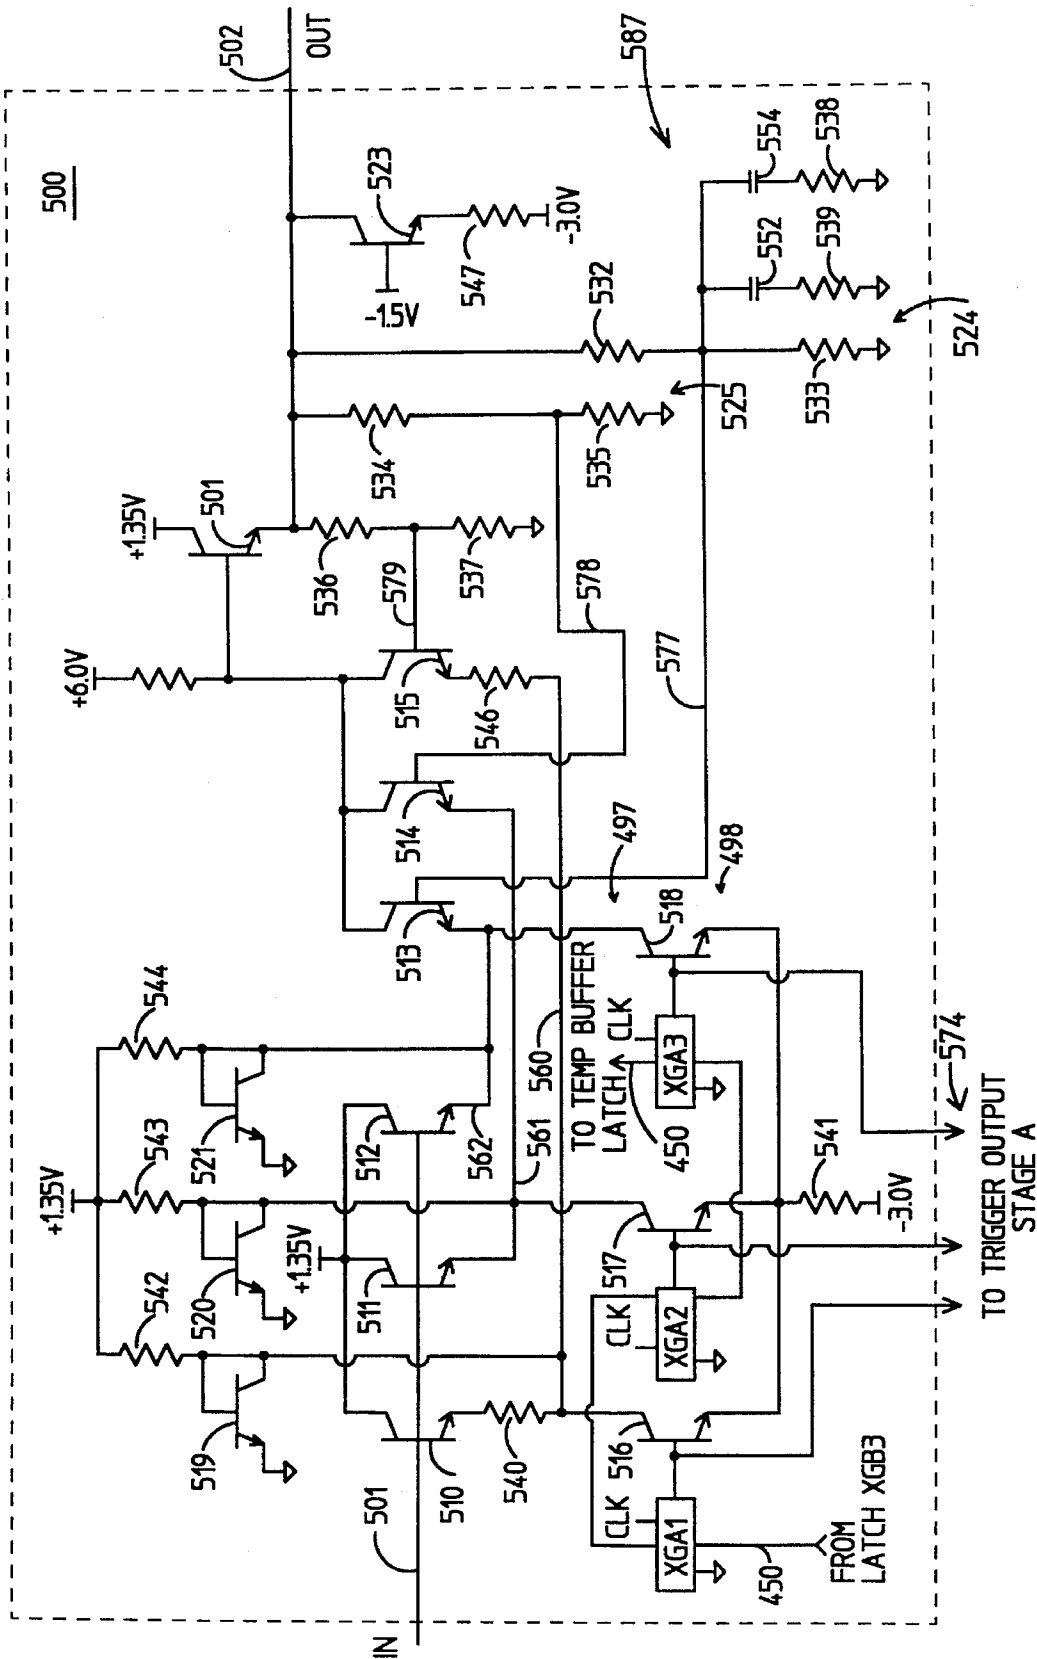 500
502
OUT
587
+1.35V
501
+6.0V
523
-1.5V
547
-3.0V
532
534
535
525
536
537
579
578
577
554
538
552
539
533
524
515
546
514
513
497
498
518
544
543
542
+1.35V
521
520
519
+1.35V
512
511
510
562
561
560
540
501
IN
TO TEMP BUFFER
LATCH
CLK
XGA3
450
517
CLK
XGA2
516
CLK
XGA1
450
FROM
LATCH XGB3
541
-3.0V
574
TO TRIGGER OUTPUT
STAGE A